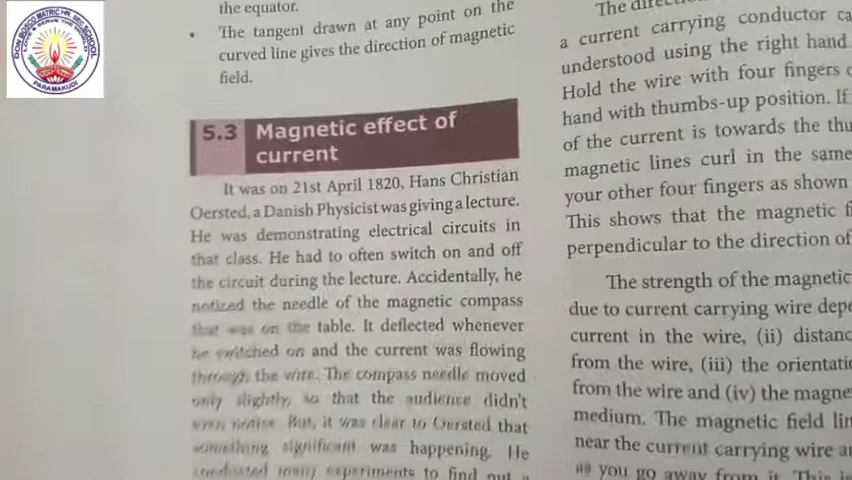 DON BOSCO MATRIC HR. SEC SCHOOL
LOVE & SERVE THE WORLD
PARAMAKUDI
the equator.
• The tangent drawn at any point on the
curved line gives the direction of magnetic
field.
5.3 Magnetic effect of
current
It was on 21st April 1820, Hans Christian
Oersted, a Danish Physicist was giving a lecture.
He was demonstrating electrical circuits in
that class. He had to often switch on and off
the circuit during the lecture. Accidentally, he
noticed the needle of the magnetic compass
that was on the table. It deflected whenever
he switched on and the current was flowing
through the wire. The compass needle moved
only slightly, so that the audience didn't
even notice. But, it was clear to Oersted that
something significant was happening. He
conducted many experiments to find out a
The
a current carrying conductor
understood using the right hand
Hold the wire with four fingers
hand with thumbs-up position. If
of the current is towards the
magnetic lines curl in the same
your other four fingers as shown
This shows that the magnetic
perpendicular to the direction of
The strength of the magnetic
due to current carrying wire
current in the wire, (ii)
from the wire, (iii) the
from the wire and (iv) the
medium. The magnetic field
near the current carrying wire
as you go away from it. This